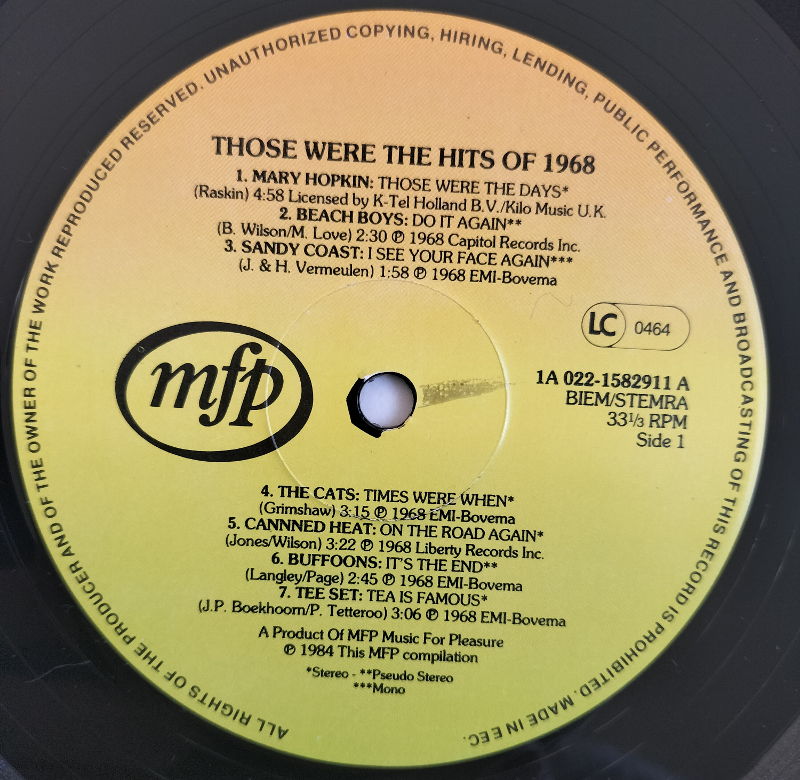 ALL RIGHTS OF THE PRODUCER AND OF THE OWNER OF THE WORK REPRODUCED RESERVED. UNAUTHORIZED COPYING, HIRING, LENDING, PUBLIC PERFORMANCE AND BROADCASTING OF THIS RECORD IS PROHIBITED. MADE IN EEC.
THOSE WERE THE HITS OF 1968
1. MARY HOPKIN: THOSE WERE THE DAYS*
(Raskin) 4:58 Licensed by K-Tel Holland B.V./Kilo Music U.K.
2. BEACH BOYS: DO IT AGAIN**
(B. Wilson/M. Love) 2:30 ℗ 1968 Capitol Records Inc.
3. SANDY COAST: I SEE YOUR FACE AGAIN***
(J. & H. Vermeulen) 1:58 ℗ 1968 EMI-Bovema
LC 0464
mfp
1A 022-1582911 A
BIEM/STEMRA
33 1/3 RPM
Side 1
4. THE CATS: TIMES WERE WHEN*
(Grimshaw) 3:15 ℗ 1968 EMI-Bovema
5. CANNNED HEAT: ON THE ROAD AGAIN*
(Jones/Wilson) 3:22 ℗ 1968 Liberty Records Inc.
6. BUFFOONS: IT'S THE END**
(Langley/Page) 2:45 ℗ 1968 EMI-Bovema
7. TEE SET: TEA IS FAMOUS*
(J.P. Boekhoorn/P. Tetteroo) 3:06 ℗ 1968 EMI-Bovema
A Product Of MFP Music For Pleasure
℗ 1984 This MFP compilation
*Stereo - **Pseudo Stereo
***Mono